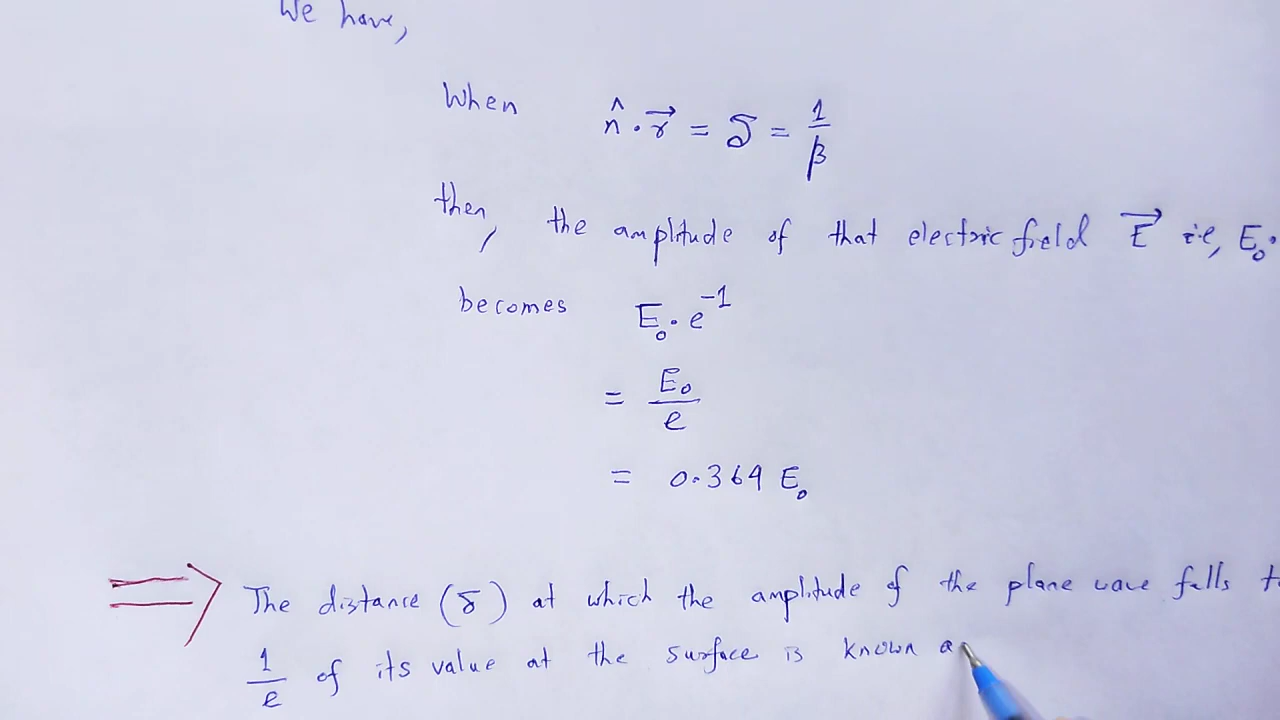 We have,
When n̂ · r⃗ = δ = 1/β
then, the amplitude of that electric field E⃗ i.e, E₀.
becomes E₀ · e⁻¹
= E₀/e
= 0.364 E₀
⇒ The distance (δ) at which the amplitude of the plane wave falls t
1/e of its value at the surface is known a